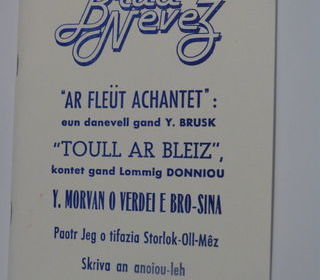 Brud
Nevez
"AR FLEÜT ACHANTET" :
eun danevell gand Y. BRUSK
"TOULL AR BLEIZ",
kontet gand Lommig DONNIOU
Y. MORVAN O VERDEI E BRO-SINA
Paotr Jeg o tifazia Storlok-Oll-Mêz
Skriva an anoiou-leh